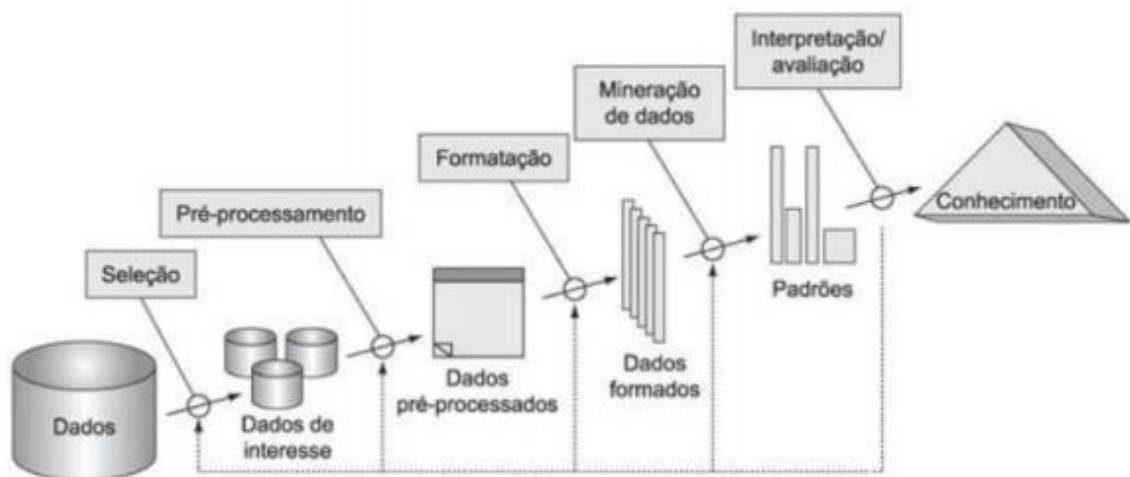 Interpretação/
avaliação
Mineração
de dados
Formatação
Pré-processamento
Seleção
Dados
Dados de
interesse
Dados
pré-processados
Dados
formados
Padrões
Conhecimento